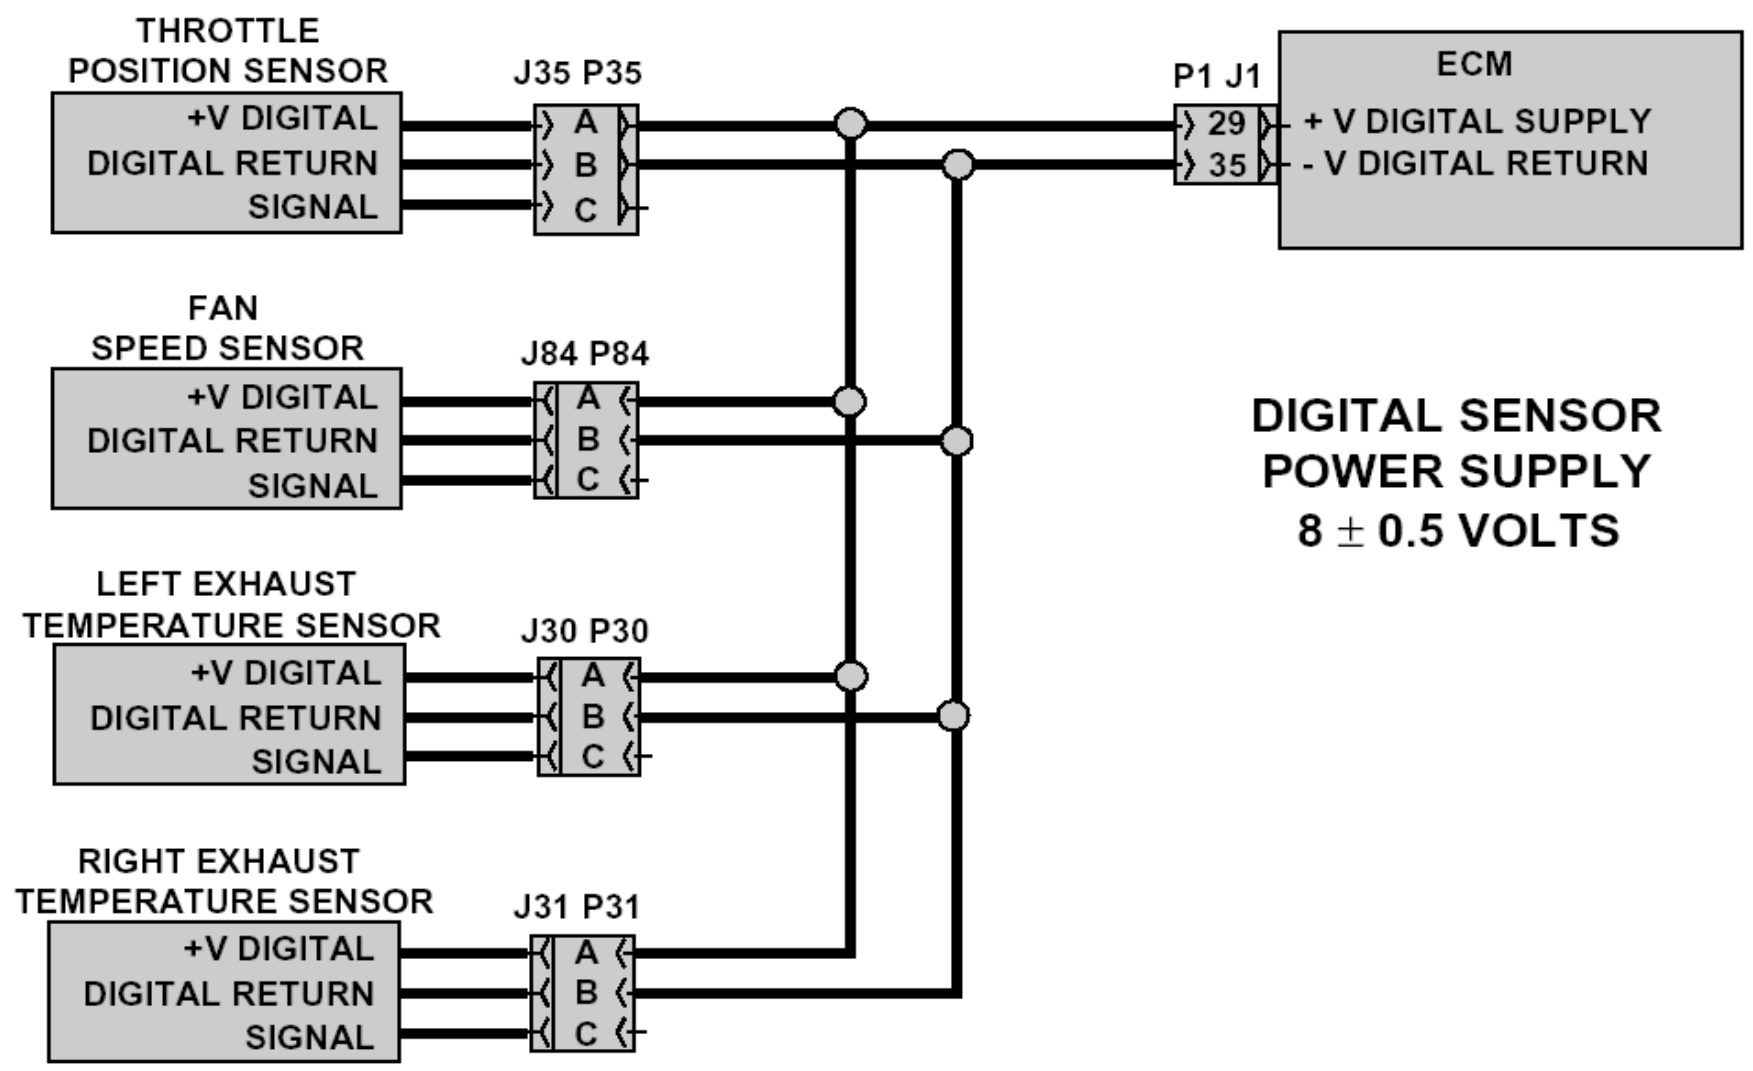 THROTTLE
POSITION SENSOR
+V DIGITAL
DIGITAL RETURN
SIGNAL
J35 P35
A
B
C
P1 J1
29
35
ECM
+ V DIGITAL SUPPLY
- V DIGITAL RETURN
FAN
SPEED SENSOR
+V DIGITAL
DIGITAL RETURN
SIGNAL
J84 P84
A
B
C
DIGITAL SENSOR
POWER SUPPLY
8 ± 0.5 VOLTS
LEFT EXHAUST
TEMPERATURE SENSOR
+V DIGITAL
DIGITAL RETURN
SIGNAL
J30 P30
A
B
C
RIGHT EXHAUST
TEMPERATURE SENSOR
+V DIGITAL
DIGITAL RETURN
SIGNAL
J31 P31
A
B
C